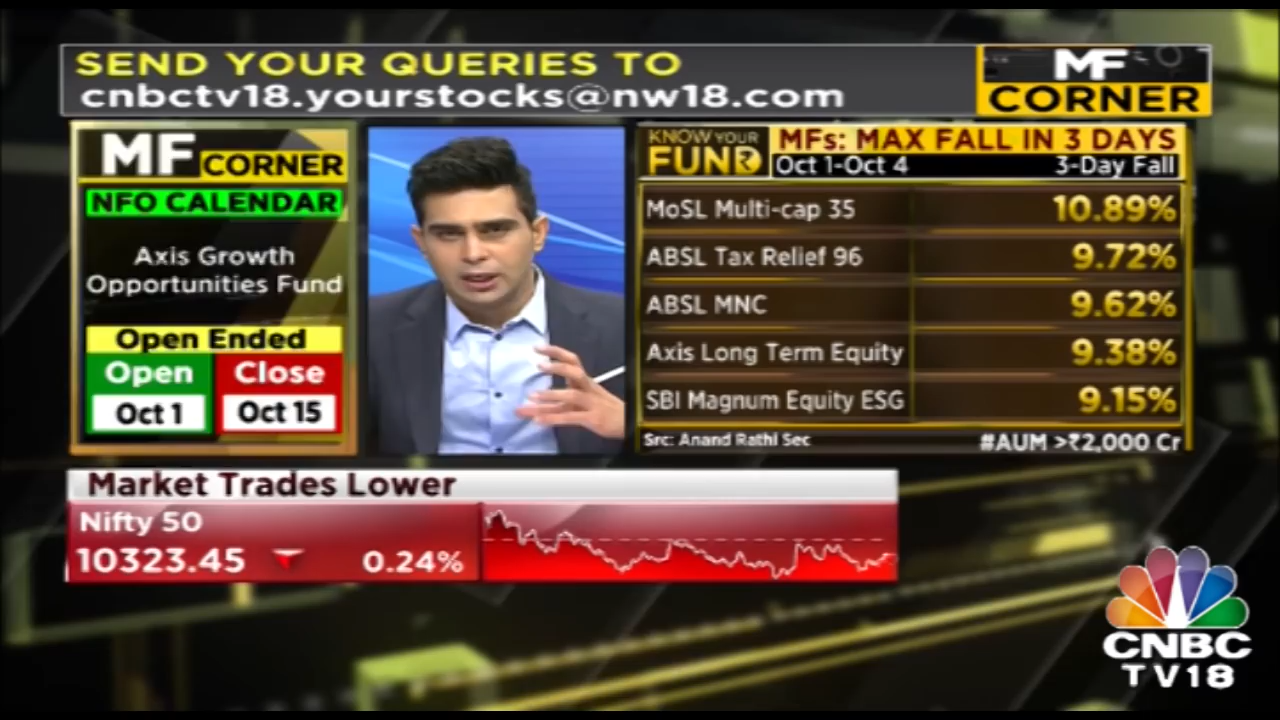 SEND YOUR QUERIES TO
cnbctv18.yourstocks@nw18.com
MF
CORNER
MF CORNER
NFO CALENDAR
Axis Growth
Opportunities Fund
Open Ended
Open Close
Oct 1 Oct 15
KNOW YOUR
FUND
MFs: MAX FALL IN 3 DAYS
Oct 1-Oct 4 3-Day Fall
MoSL Multi-cap 35 10.89%
ABSL Tax Relief 96 9.72%
ABSL MNC 9.62%
Axis Long Term Equity 9.38%
SBI Magnum Equity ESG 9.15%
Src: Anand Rathi Sec #AUM >₹2,000 Cr
Market Trades Lower
Nifty 50
10323.45 0.24%
CNBC
TV18